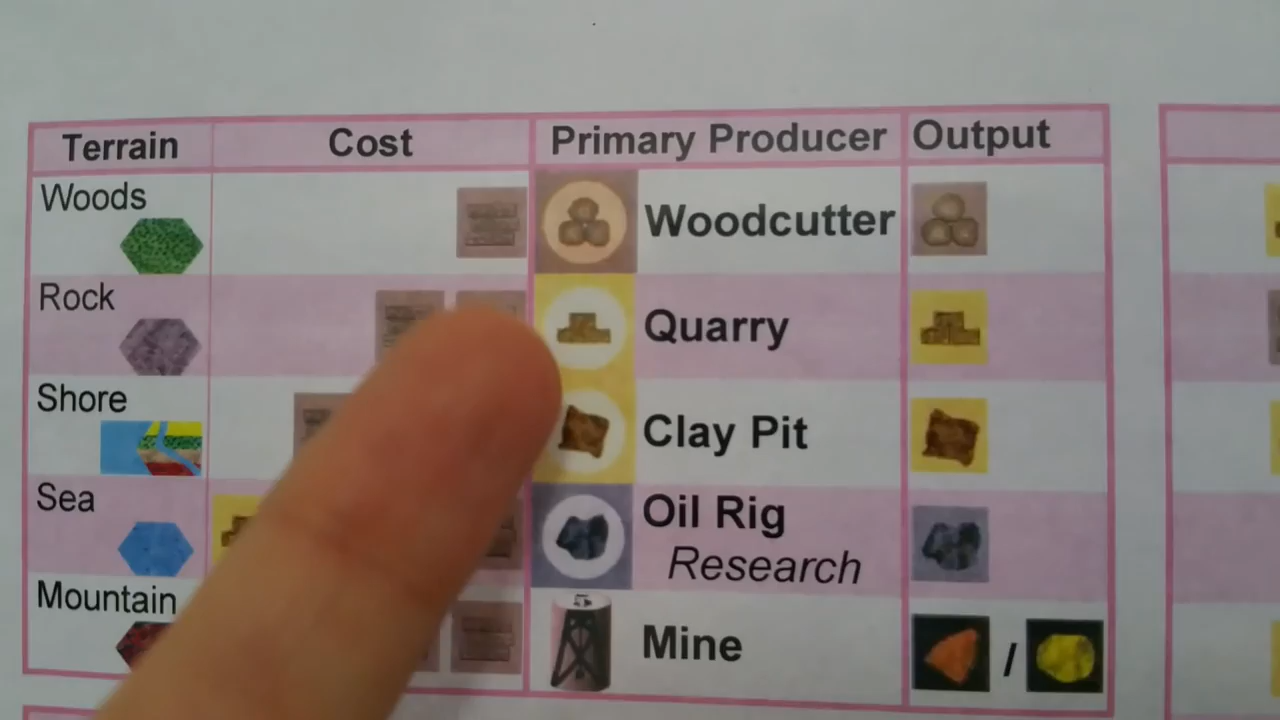 Terrain Cost Primary Producer Output
Woods Woodcutter
Rock Quarry
Shore Clay Pit
Sea Oil Rig
Research
Mountain Mine /